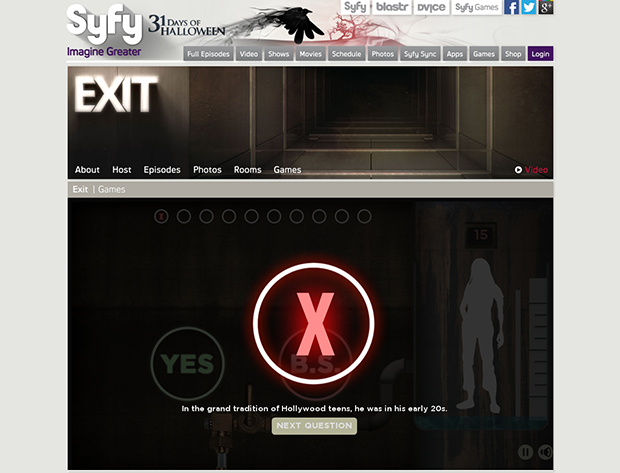 Syfy
Imagine Greater
31 DAYS OF HALLOWEEN
Syfy blastr DVICE Syfy Games
Full Episodes Video Shows Movies Schedule Photos Syfy Sync Apps Games Shop Login
EXIT
About Host Episodes Photos Rooms Games Video
Exit | Games
X
15
X
YES B.S.
In the grand tradition of Hollywood teens, he was in his early 20s.
NEXT QUESTION